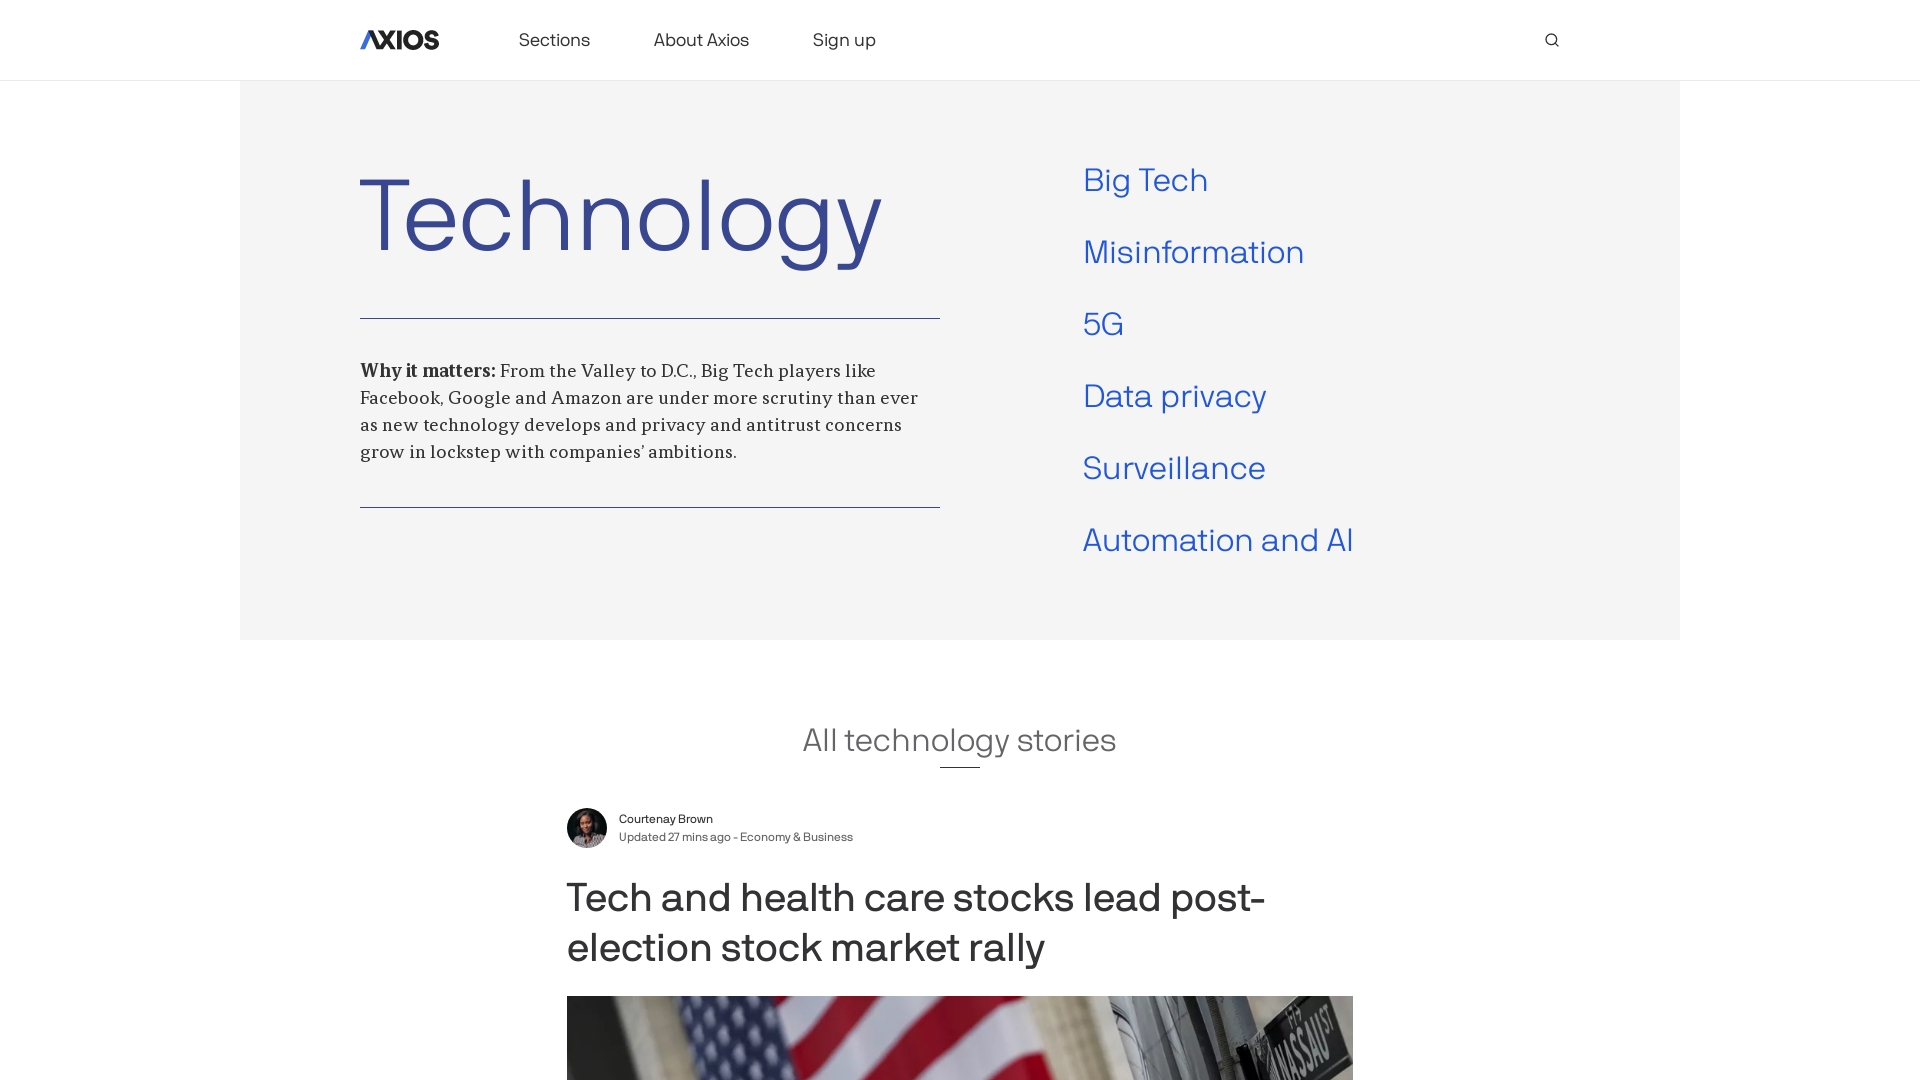 AXIOS
Sections
About Axios
Sign up
Technology
Why it matters: From the Valley to D.C., Big Tech players like
Facebook, Google and Amazon are under more scrutiny than ever
as new technology develops and privacy and antitrust concerns
grow in lockstep with companies’ ambitions.
Big Tech
Misinformation
5G
Data privacy
Surveillance
Automation and AI
All technology stories
Courtenay Brown
Updated 27 mins ago - Economy & Business
Tech and health care stocks lead post-
election stock market rally
NASSAU ST